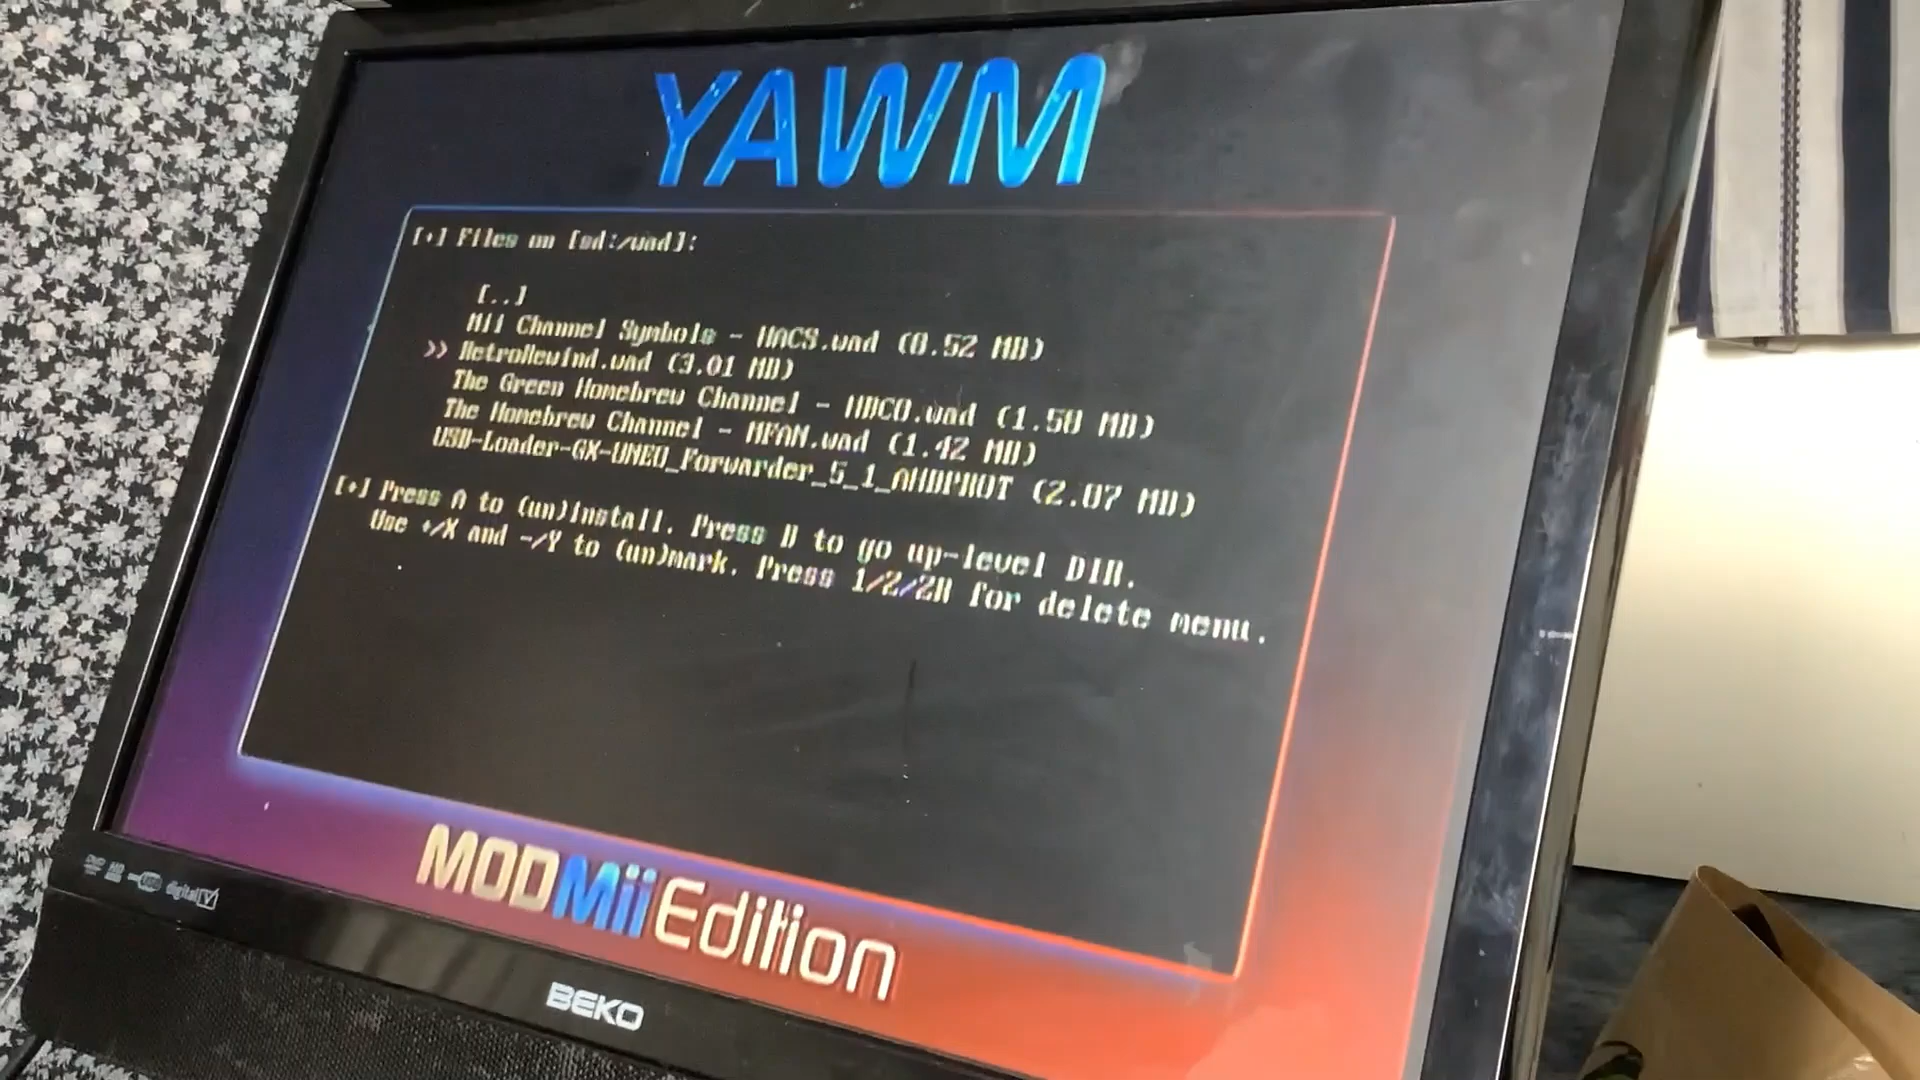 YAWM
[+] Files on [sd:/wad]:
[..]
Mii Channel Symbols - HACS.wad (0.52 MB)
>> RetroRewind.wad (3.01 MB)
The Green Homebrew Channel - HBC0.wad (1.58 MB)
The Homebrew Channel - MFAN.wad (1.42 MB)
USB-Loader-GX-UNEO_Forwarder_5_1_AHBPROT (2.07 MB)
[+] Press A to (un)install. Press B to go up-level DIR.
Use +/X and -/Y to (un)mark. Press 1/Z/ZR for delete menu.
MODMii Edition
digital
BEKO